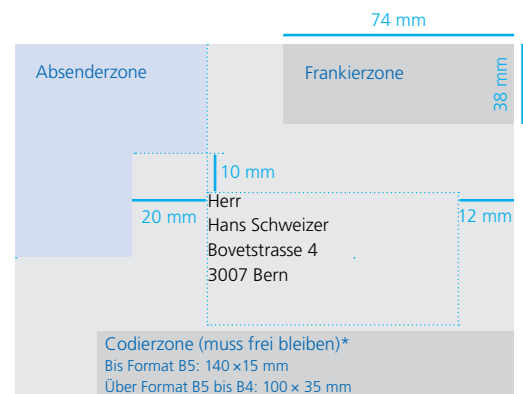 74 mm
Absenderzone
Frankierzone
38 mm
10 mm
20 mm
12 mm
Herr
Hans Schweizer
Bovetstrasse 4
3007 Bern
Codierzone (muss frei bleiben)*
Bis Format B5: 140 ×15 mm
Über Format B5 bis B4: 100 × 35 mm